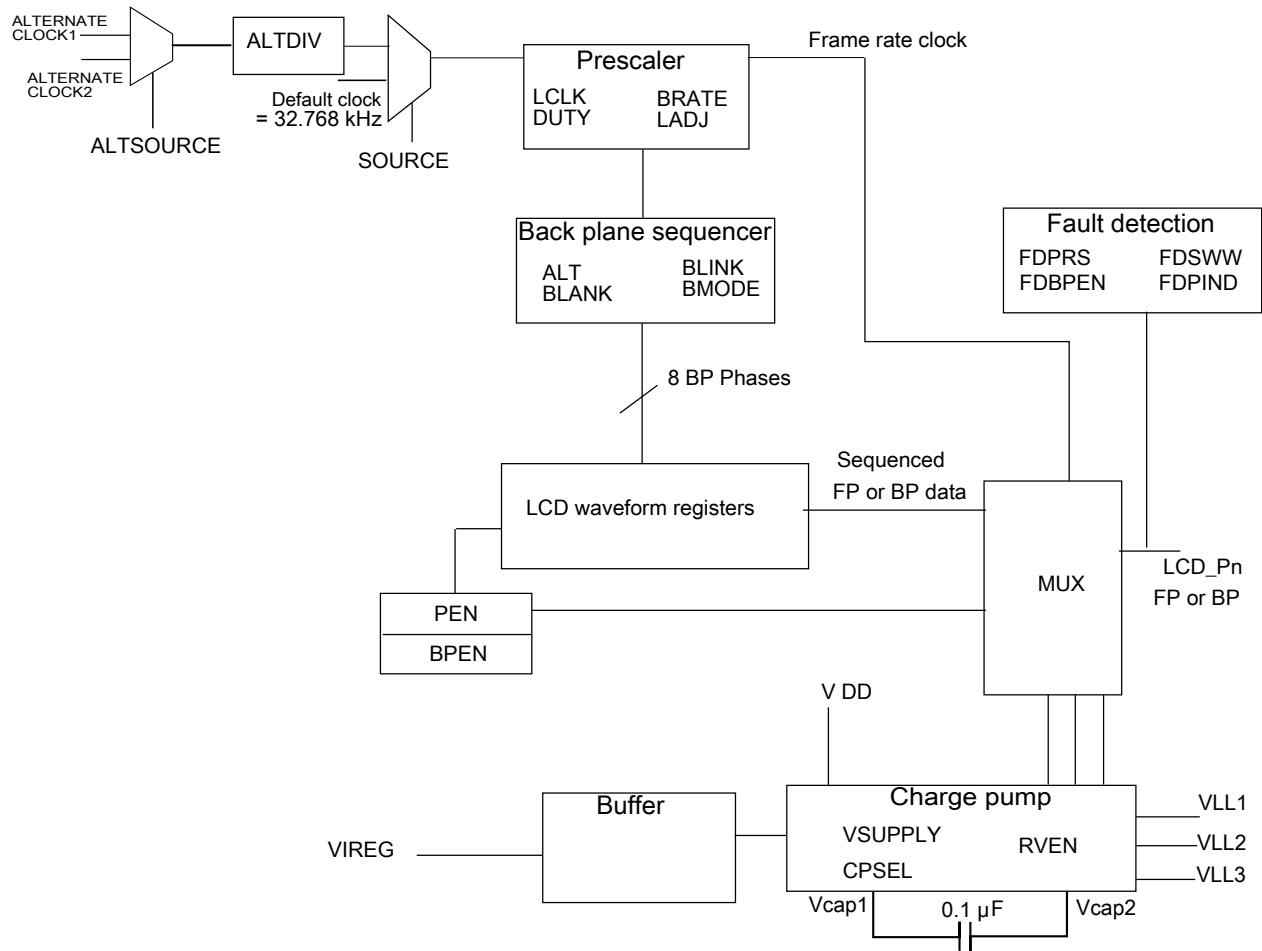 ALTERNATE
CLOCK1
ALTERNATE
CLOCK2
ALTSOURCE
ALTDIV
Default clock
= 32.768 kHz
SOURCE
Prescaler
LCLK
BRATE
DUTY
LADJ
Frame rate clock
Back plane sequencer
ALT
BLINK
BLANK
BMODE
Fault detection
FDPRS
FDSWW
FDBPEN
FDPIND
8 BP Phases
LCD waveform registers
Sequenced
FP or BP data
MUX
LCD_Pn
FP or BP
PEN
BPEN
V DD
Buffer
VIREG
Charge pump
VSUPPLY
RVEN
CPSEL
VLL1
VLL2
VLL3
Vcap1
0.1 µF
Vcap2